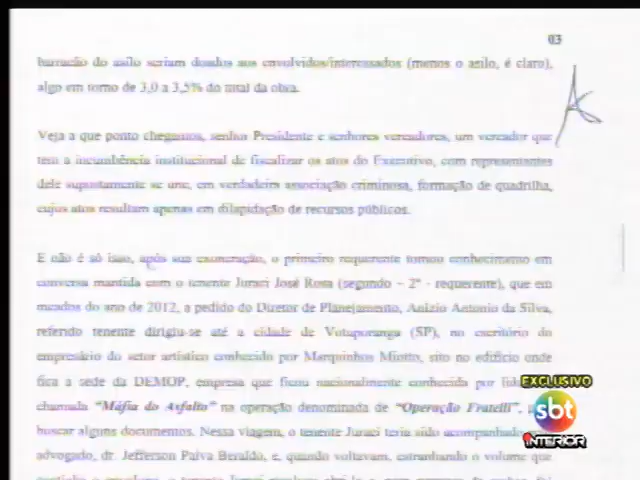 03
barracão do asilo seriam doados aos envolvidos/interessados (menos o asilo, é claro),
algo em torno de 3,0 a 3,5% do total da obra.
Veja a que ponto chegamos, senhor Presidente e senhores vereadores, um vereador que
tem a incumbência institucional de fiscalizar os atos do Executivo, com representantes
dele supostamente se une, em verdadeira associação criminosa, formação de quadrilha,
cujos atos resultam apenas em dilapidação de recursos públicos.
E não é só isso, após sua exoneração, o primeiro requerente tomou conhecimento em
conversa mantida com o tenente Juraci José Rosa (segundo – 2º - requerente), que em
meados do ano de 2012, a pedido do Diretor de Planejamento, Anizio Antonio da Silva,
referido tenente dirigiu-se até a cidade de Votuporanga (SP), no escritório do
empresário do setor artístico conhecido por Marquinhos Miotto, sito no edifício onde
fica a sede da DEMOP, empresa que ficou nacionalmente conhecida por
chamada "Máfia do Asfalto" na operação denominada de "Operação Fratelli",
buscar alguns documentos. Nessa viagem, o tenente Juraci teria sido acompanhado
advogado, dr. Jefferson Paiva Beraldo, e, quando voltavam, estranhando o volume que
EXCLUSIVO
sbt
INTERIOR